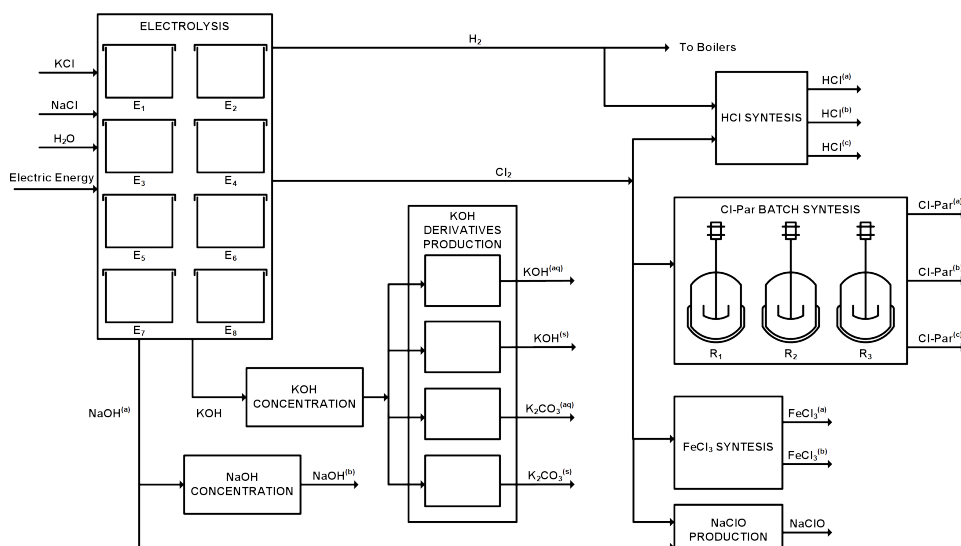 ELECTROLYSIS
H₂
To Boilers
KCl
NaCl
H₂O
Electric Energy
E₁
E₂
E₃
E₄
E₅
E₆
E₇
E₈
HCl SYNTESIS
HCl⁽ᵃ⁾
HCl⁽ᵇ⁾
HCl⁽ᶜ⁾
Cl₂
Cl-Par BATCH SYNTESIS
Cl-Par⁽ᵃ⁾
Cl-Par⁽ᵇ⁾
Cl-Par⁽ᶜ⁾
R₁
R₂
R₃
KOH
DERIVATIVES
PRODUCTION
KOH⁽ᵃq⁾
KOH⁽ˢ⁾
K₂CO₃⁽ᵃq⁾
K₂CO₃⁽ˢ⁾
KOH
CONCENTRATION
NaOH⁽ᵃ⁾
KOH
NaOH
CONCENTRATION
NaOH⁽ᵇ⁾
FeCl₃ SYNTESIS
FeCl₃⁽ᵃ⁾
FeCl₃⁽ᵇ⁾
NaClO
PRODUCTION
NaClO